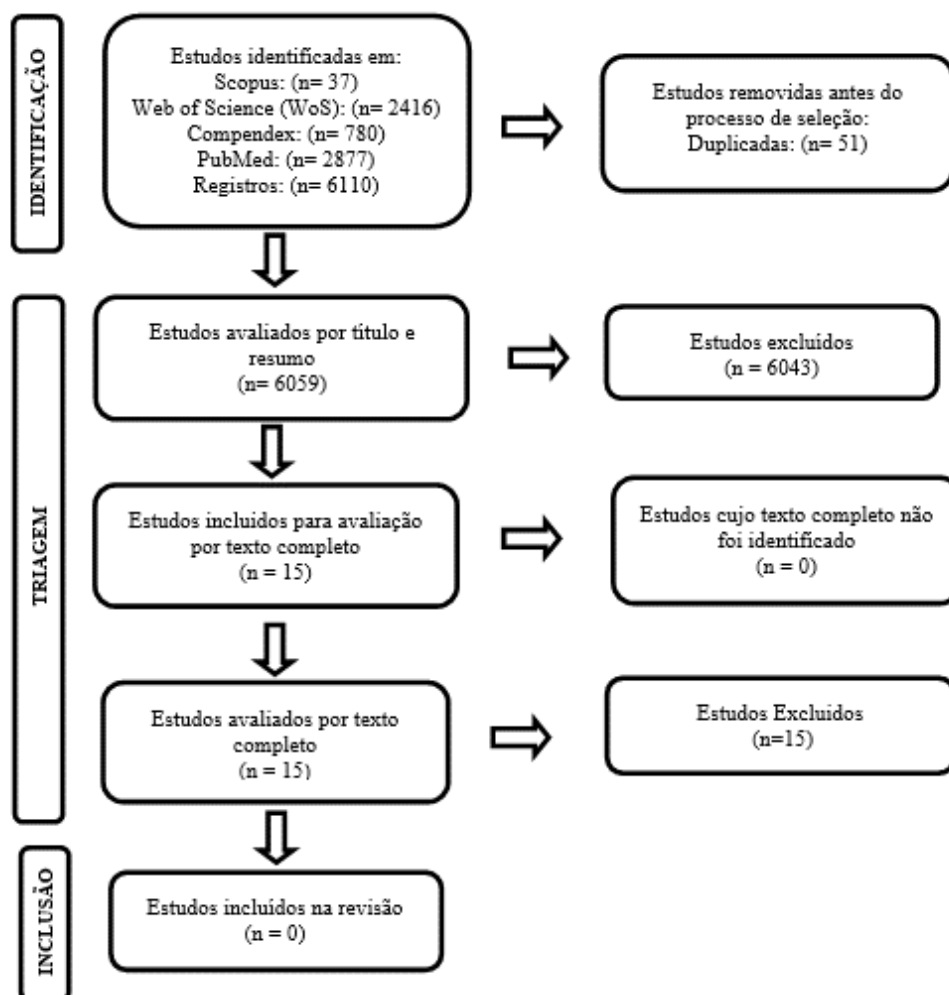 IDENTIFICAÇÃO
Estudos identificadas em:
Scopus: (n= 37)
Web of Science (WoS): (n= 2416)
Compendex: (n= 780)
PubMed: (n= 2877)
Registros: (n= 6110)
Estudos removidas antes do
processo de seleção:
Duplicadas: (n= 51)
TRIAGEM
Estudos avaliados por título e
resumo
(n= 6059)
Estudos excluidos
(n = 6043)
Estudos incluidos para avaliação
por texto completo
(n = 15)
Estudos cujo texto completo não
foi identificado
(n = 0)
Estudos avaliados por texto
completo
(n = 15)
Estudos Excluidos
(n=15)
INCLUSÃO
Estudos incluídos na revisão
(n = 0)